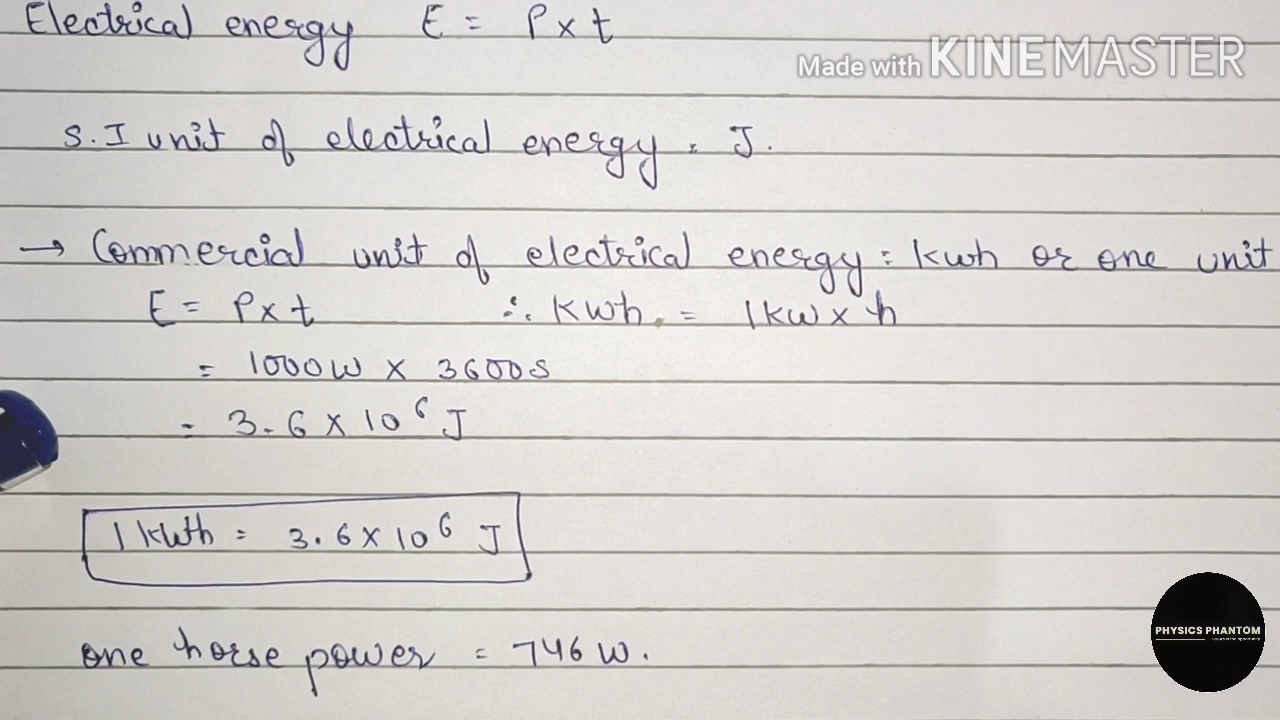 Electrical energy E = P x t
Made with KINEMASTER
S.I unit of electrical energy = J.
→ Commercial unit of electrical energy = kwh or one unit
E = P x t ∴ kwh = 1kw x h
= 1000w x 3600s
= 3.6 x 10⁶ J
1 kwh = 3.6 x 10⁶ J
PHYSICS PHANTOM
one horse power = 746 w.